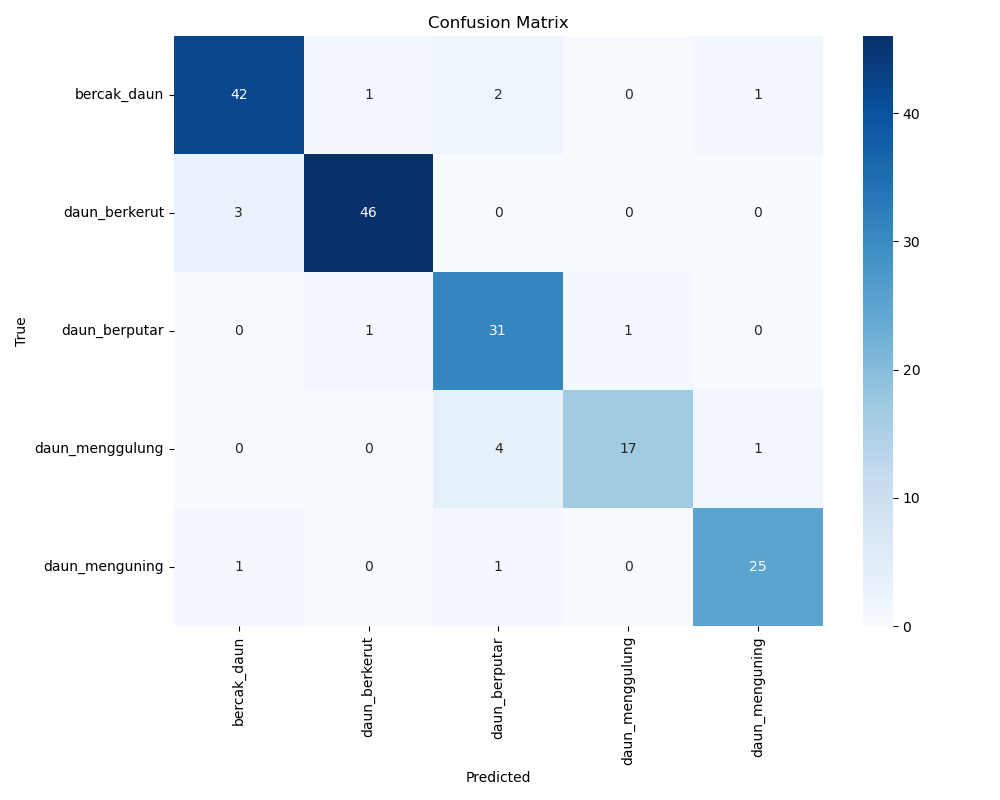 Confusion Matrix
True
bercak_daun 42 1 2 0 1
daun_berkerut 3 46 0 0 0
daun_berputar 0 1 31 1 0
daun_menggulung 0 0 4 17 1
daun_menguning 1 0 1 0 25
bercak_daun daun_berkerut daun_berputar daun_menggulung daun_menguning
Predicted
40
30
20
10
0